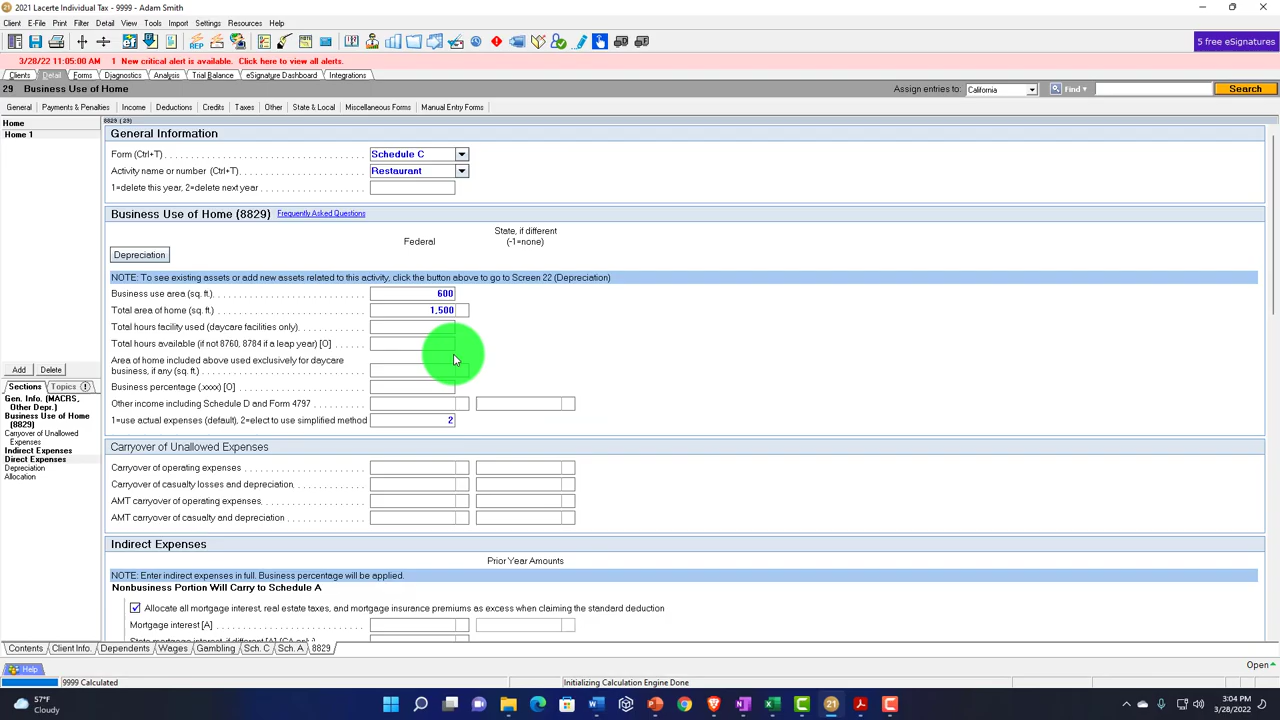 21 2021 Lacerte Individual Tax - 9999 - Adam Smith
Client E-File Print Filter Detail View Tools Import Settings Resources Help
5 free eSignatures
3/28/22 11:05:00 AM 1 New critical alert is available. Click here to view all alerts.
Clients Detail Forms Diagnostics Analysis Trial Balance eSignature Dashboard Integrations
29 Business Use of Home Assign entries to: California Find Search
General Payments & Penalties Income Deductions Credits Taxes Other State & Local Miscellaneous Forms Manual Entry Forms
Home
Home 1
8829 (29)
General Information
Form (Ctrl+T) Schedule C
Activity name or number (Ctrl+T) Restaurant
1=delete this year, 2=delete next year
Business Use of Home (8829) Frequently Asked Questions
State, if different
Federal (-1=none)
Depreciation
NOTE: To see existing assets or add new assets related to this activity, click the button above to go to Screen 22 (Depreciation)
Business use area (sq. ft.) 600
Total area of home (sq. ft.) 1,500
Total hours facility used (daycare facilities only)
Total hours available (if not 8760, 8784 if a leap year) [O]
Area of home included above used exclusively for daycare
business, if any (sq. ft.)
Business percentage (.xxxx) [O]
Other income including Schedule D and Form 4797
1=use actual expenses (default), 2=elect to use simplified method 2
Carryover of Unallowed Expenses
Carryover of operating expenses
Carryover of casualty losses and depreciation
AMT carryover of operating expenses
AMT carryover of casualty and depreciation
Indirect Expenses
Prior Year Amounts
NOTE: Enter indirect expenses in full. Business percentage will be applied.
Nonbusiness Portion Will Carry to Schedule A
Allocate all mortgage interest, real estate taxes, and mortgage insurance premiums as excess when claiming the standard deduction
Mortgage interest [A]
State mortgage interest, if different [A] (CA only)
Add Delete
Sections Topics
Gen. Info. (MACRS,
Other Depr.)
Business Use of Home
(8829)
Carryover of Unallowed
Expenses
Indirect Expenses
Direct Expenses
Depreciation
Allocation
Contents Client Info. Dependents Wages Gambling Sch. C Sch. A 8829
Help Open
9999 Calculated Initializing Calculation Engine Done
57°F
Cloudy
3:04 PM
3/28/2022